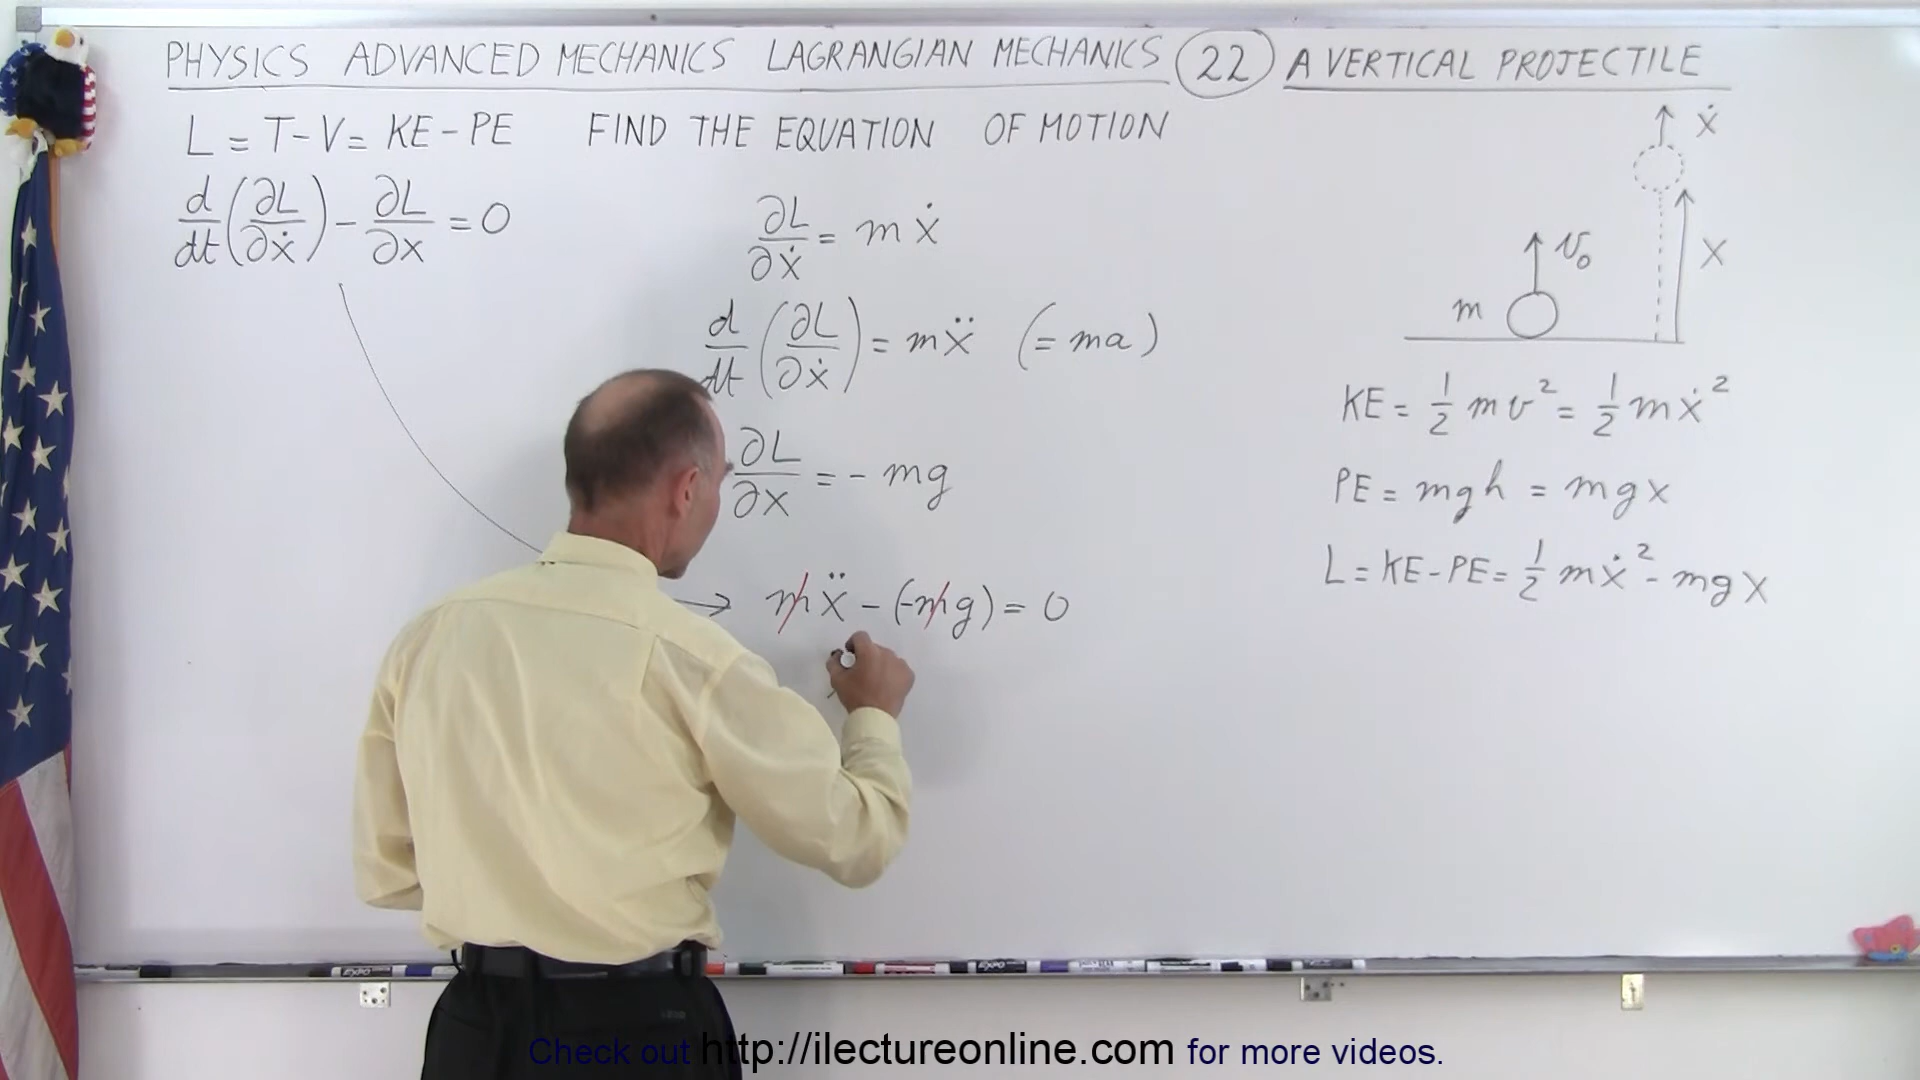 PHYSICS ADVANCED MECHANICS LAGRANGIAN MECHANICS 22 A VERTICAL PROJECTILE
L = T - V = KE - PE FIND THE EQUATION OF MOTION
d/dt (∂L/∂ẋ) - ∂L/∂x = 0
∂L/∂ẋ = mẋ
d/dt (∂L/∂ẋ) = mẍ (= ma)
∂L/∂x = - mg
→ mẍ - (-mg) = 0
ẋ
v₀
x
m
KE = 1/2 mv² = 1/2 mẋ²
PE = mgh = mgx
L = KE - PE = 1/2 mẋ² - mgx
EXPO
EXPO
Check out http://ilectureonline.com for more videos.